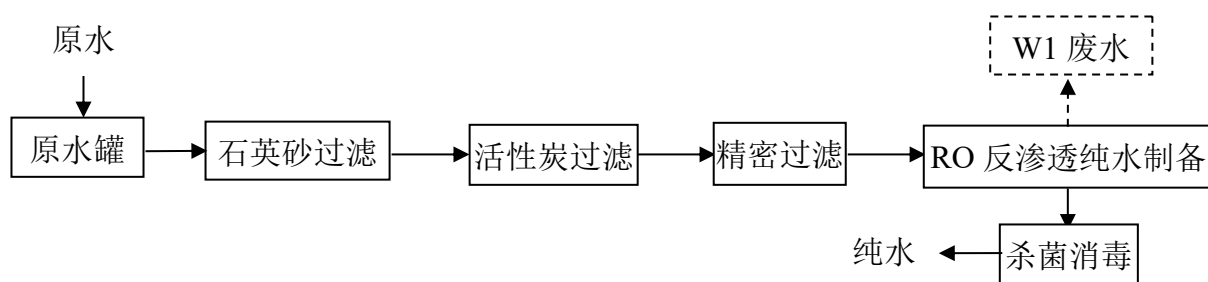 原水
W1 废水
原水罐
石英砂过滤
活性炭过滤
精密过滤
RO 反渗透纯水制备
纯水
杀菌消毒